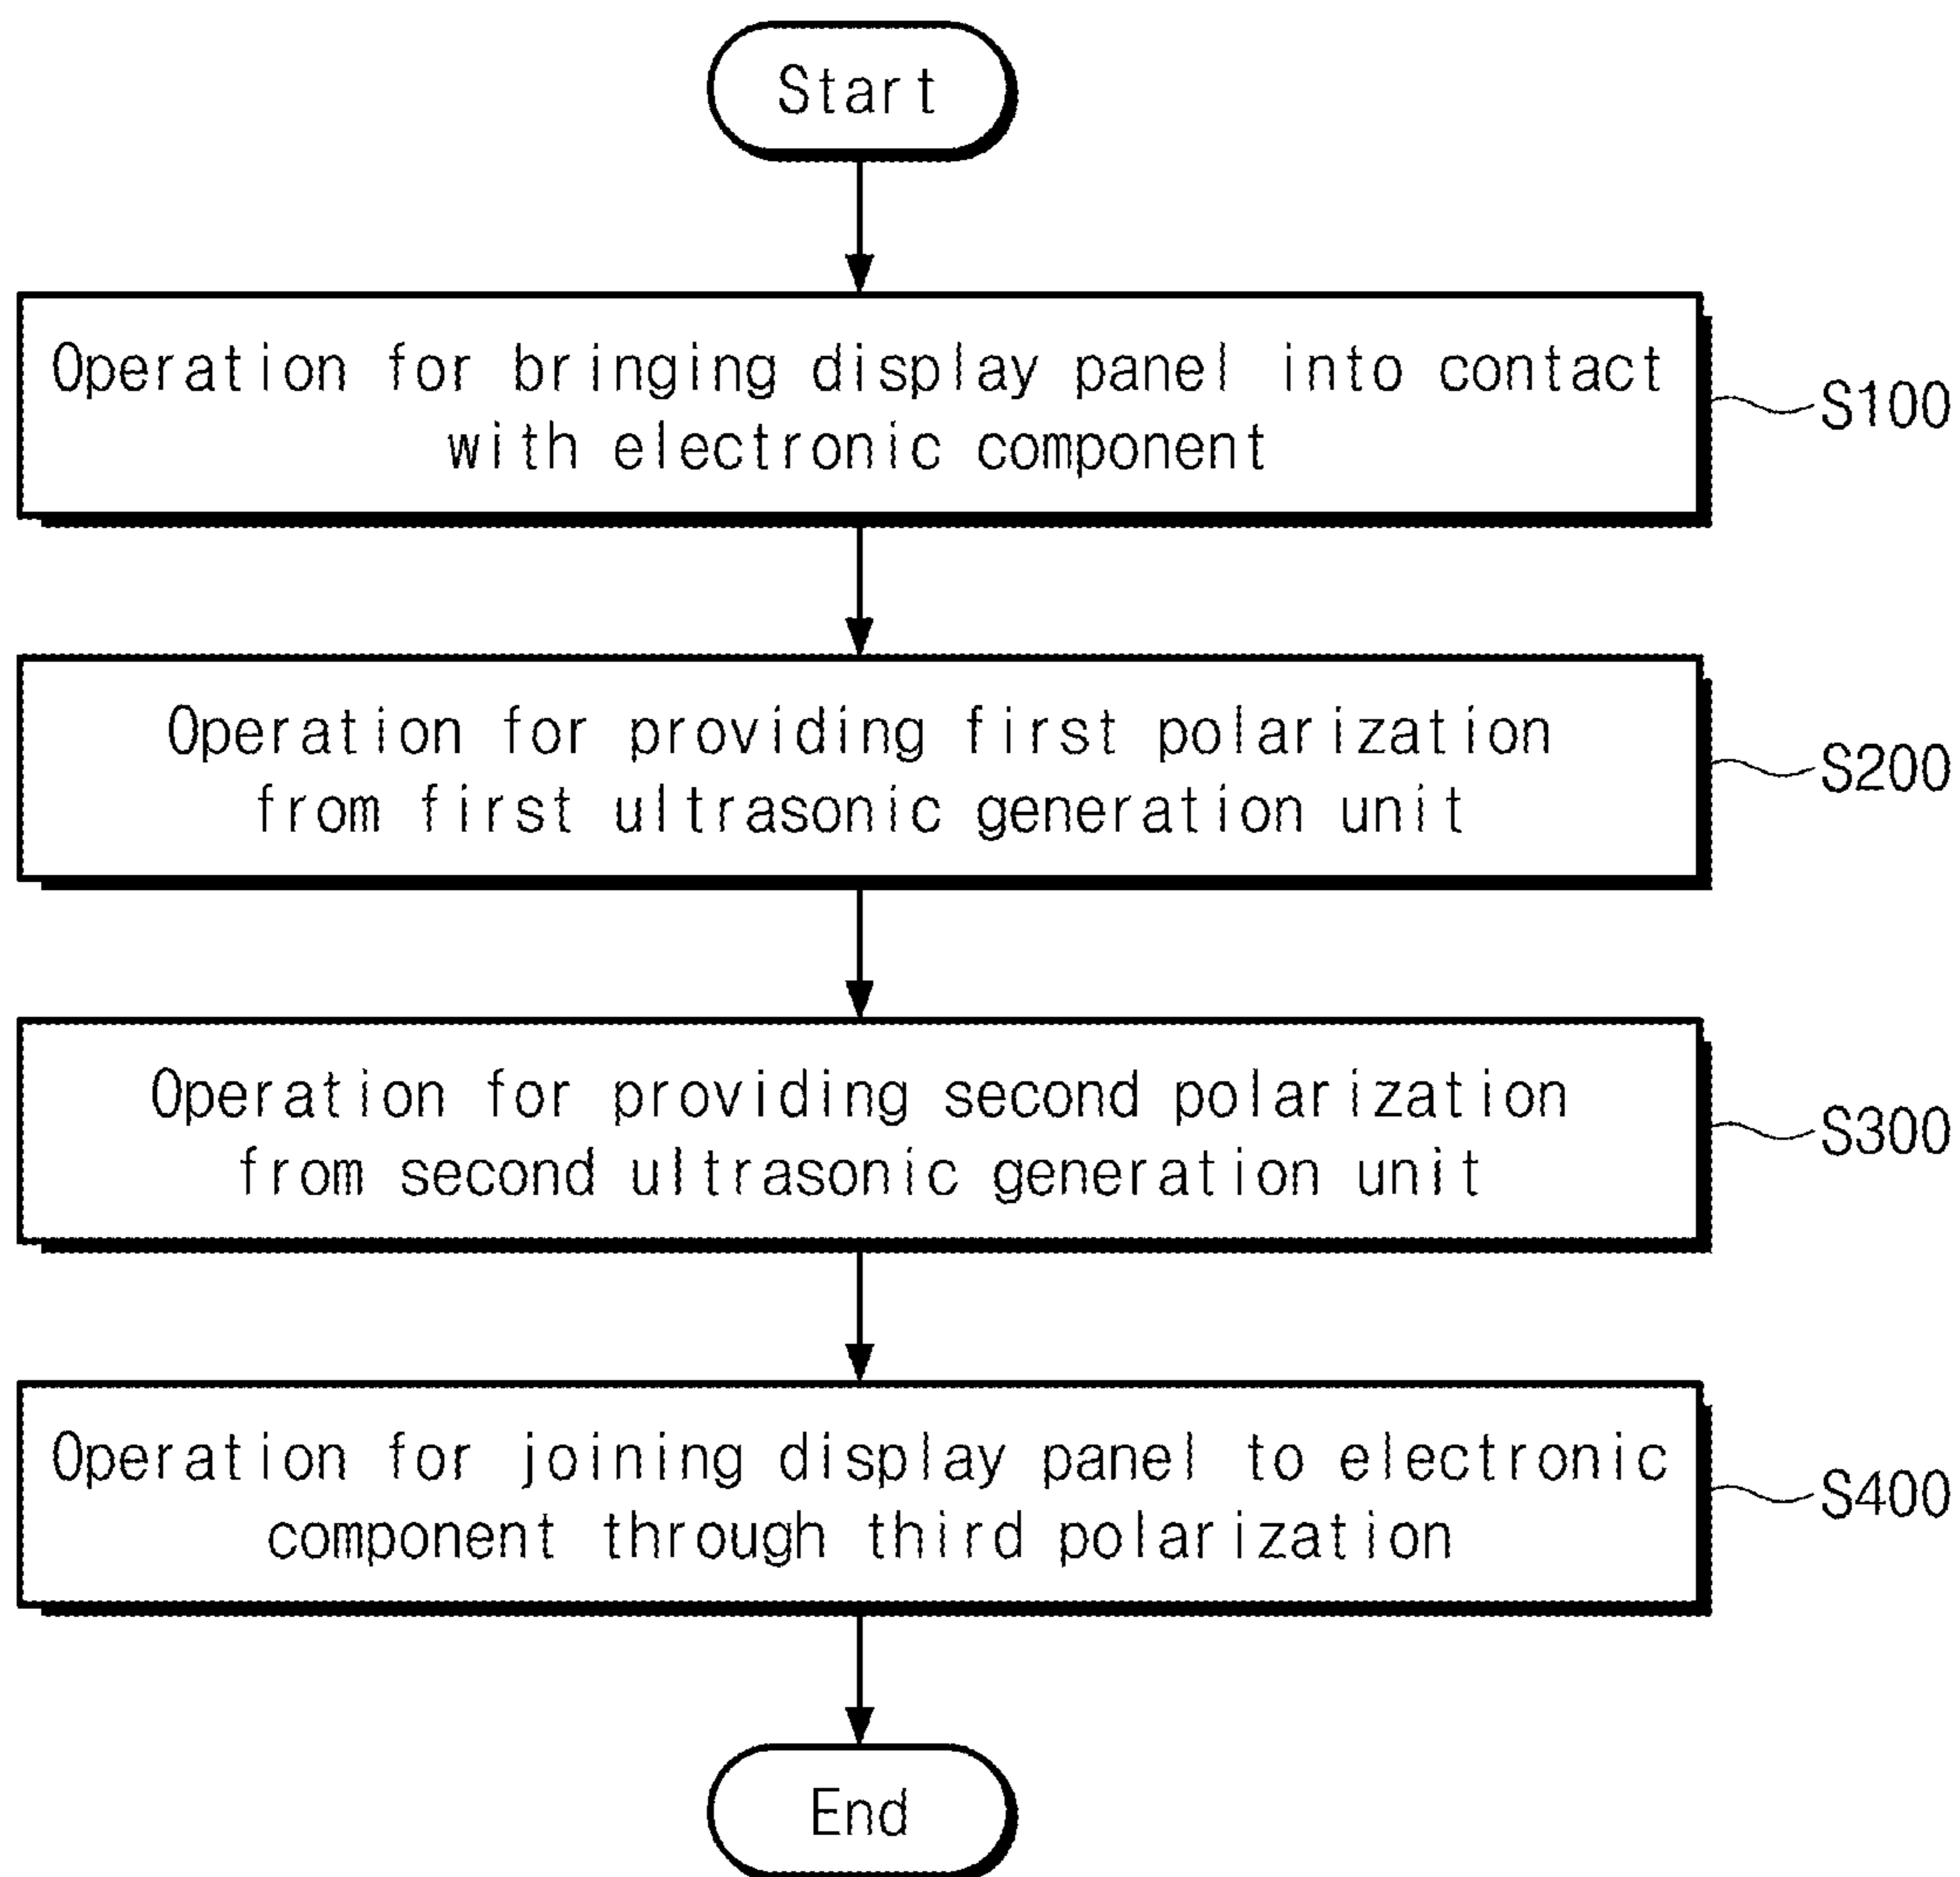 Start
Operation for bringing display panel into contact
with electronic component
S100
Operation for providing first polarization
from first ultrasonic generation unit
S200
Operation for providing second polarization
from second ultrasonic generation unit
S300
Operation for joining display panel to electronic
component through third polarization
S400
End